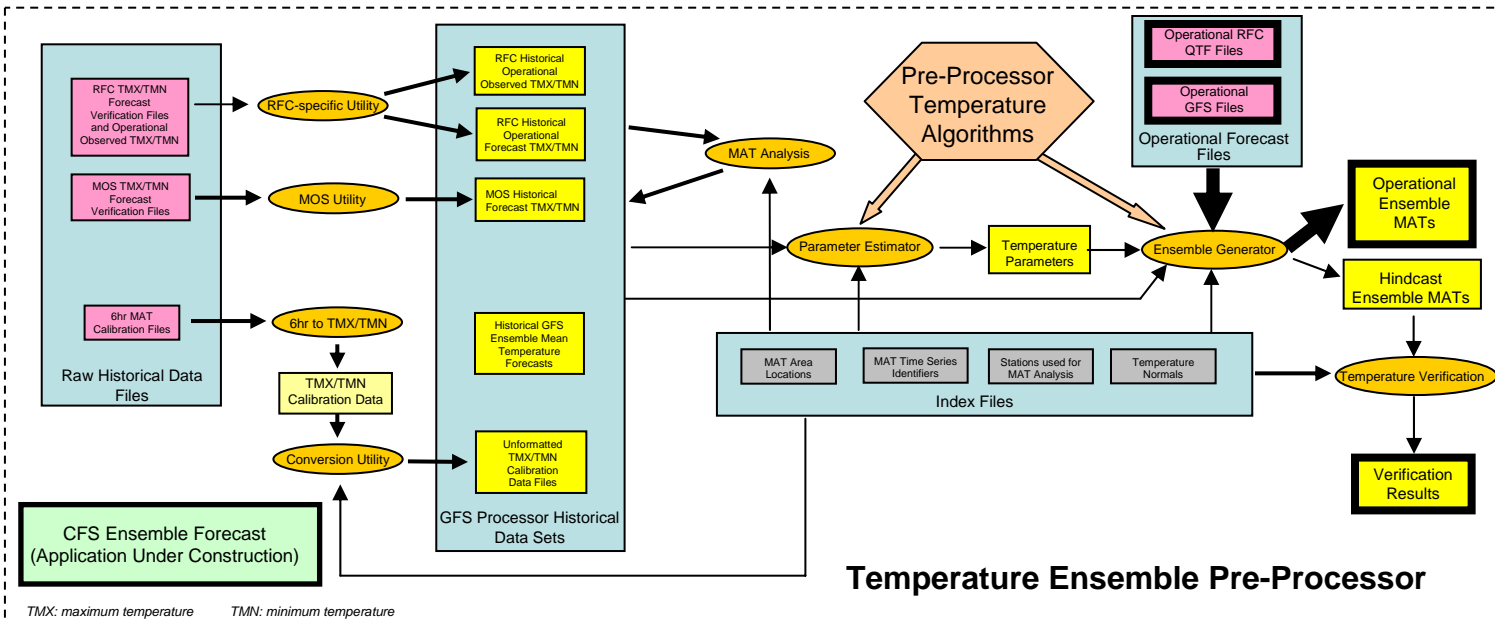 RFC TMX/TMN
Forecast
Verification Files
and Operational
Observed TMX/TMN
MOS TMX/TMN
Forecast
Verification Files
6hr MAT
Calibration Files
Raw Historical Data
Files
RFC-specific Utility
MOS Utility
6hr to TMX/TMN
TMX/TMN
Calibration Data
Conversion Utility
RFC Historical
Operational
Observed TMX/TMN
RFC Historical
Operational
Forecast TMX/TMN
MOS Historical
Forecast TMX/TMN
Historical GFS
Ensemble Mean
Temperature
Forecasts
Unformatted
TMX/TMN
Calibration
Data Files
GFS Processor Historical
Data Sets
MAT Analysis
Pre-Processor
Temperature
Algorithms
Parameter Estimator
Temperature
Parameters
Ensemble Generator
Operational RFC
QTF Files
Operational
GFS Files
Operational Forecast
Files
Operational
Ensemble
MATs
Hindcast
Ensemble MATs
MAT Area
Locations
MAT Time Series
Identifiers
Stations used for
MAT Analysis
Temperature
Normals
Index Files
Temperature Verification
Verification
Results
CFS Ensemble Forecast
(Application Under Construction)
Temperature Ensemble Pre-Processor
TMX: maximum temperature TMN: minimum temperature